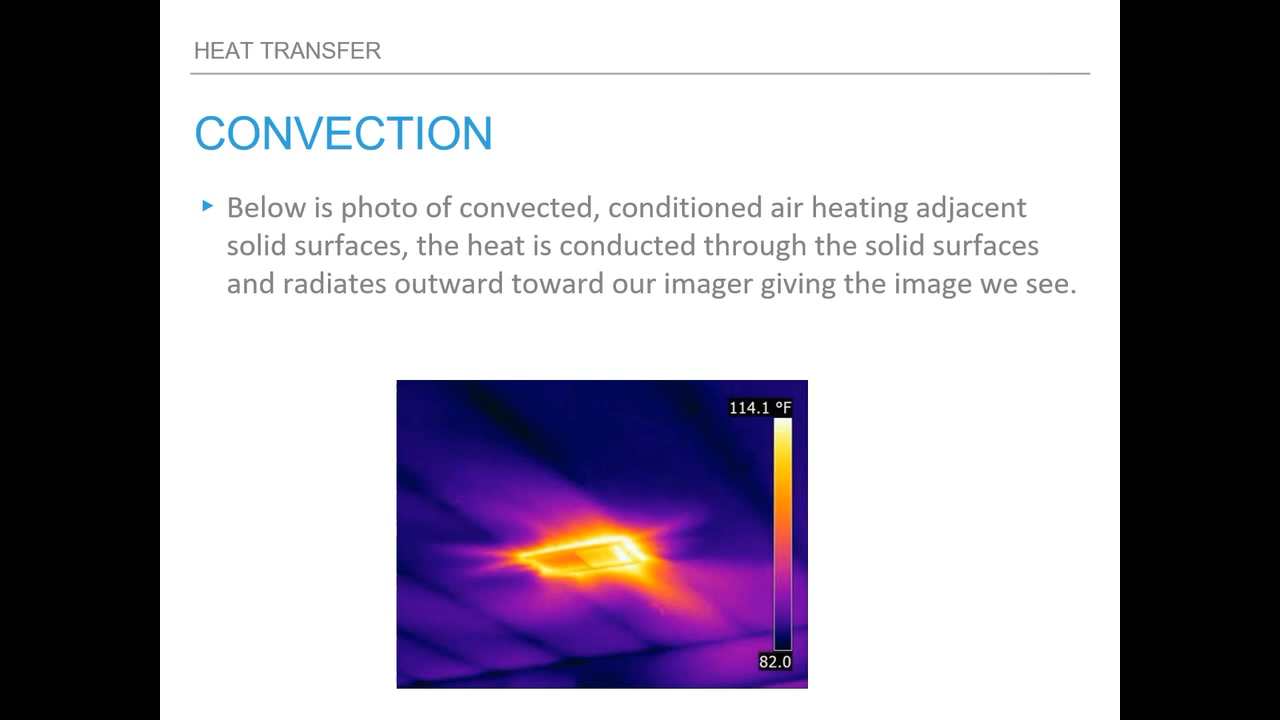 HEAT TRANSFER
CONVECTION
Below is photo of convected, conditioned air heating adjacent
solid surfaces, the heat is conducted through the solid surfaces
and radiates outward toward our imager giving the image we see.
114.1 °F
82.0